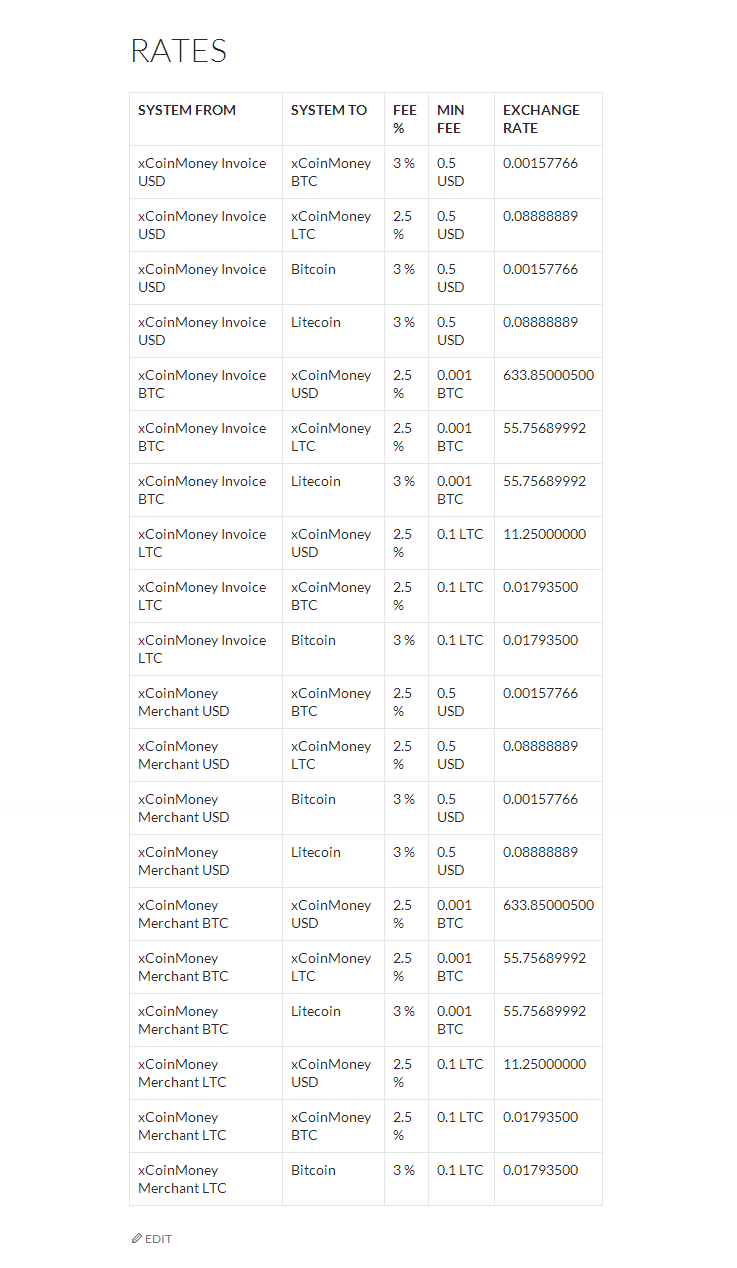 RATES
SYSTEM FROM SYSTEM TO FEE % MIN FEE EXCHANGE RATE
xCoinMoney Invoice USD xCoinMoney BTC 3 % 0.5 USD 0.00157766
xCoinMoney Invoice USD xCoinMoney LTC 2.5 % 0.5 USD 0.08888889
xCoinMoney Invoice USD Bitcoin 3 % 0.5 USD 0.00157766
xCoinMoney Invoice USD Litecoin 3 % 0.5 USD 0.08888889
xCoinMoney Invoice BTC xCoinMoney USD 2.5 % 0.001 BTC 633.85000500
xCoinMoney Invoice BTC xCoinMoney LTC 2.5 % 0.001 BTC 55.75689992
xCoinMoney Invoice BTC Litecoin 3 % 0.001 BTC 55.75689992
xCoinMoney Invoice LTC xCoinMoney USD 2.5 % 0.1 LTC 11.25000000
xCoinMoney Invoice LTC xCoinMoney BTC 2.5 % 0.1 LTC 0.01793500
xCoinMoney Invoice LTC Bitcoin 3 % 0.1 LTC 0.01793500
xCoinMoney Merchant USD xCoinMoney BTC 2.5 % 0.5 USD 0.00157766
xCoinMoney Merchant USD xCoinMoney LTC 2.5 % 0.5 USD 0.08888889
xCoinMoney Merchant USD Bitcoin 3 % 0.5 USD 0.00157766
xCoinMoney Merchant USD Litecoin 3 % 0.5 USD 0.08888889
xCoinMoney Merchant BTC xCoinMoney USD 2.5 % 0.001 BTC 633.85000500
xCoinMoney Merchant BTC xCoinMoney LTC 2.5 % 0.001 BTC 55.75689992
xCoinMoney Merchant BTC Litecoin 3 % 0.001 BTC 55.75689992
xCoinMoney Merchant LTC xCoinMoney USD 2.5 % 0.1 LTC 11.25000000
xCoinMoney Merchant LTC xCoinMoney BTC 2.5 % 0.1 LTC 0.01793500
xCoinMoney Merchant LTC Bitcoin 3 % 0.1 LTC 0.01793500
EDIT